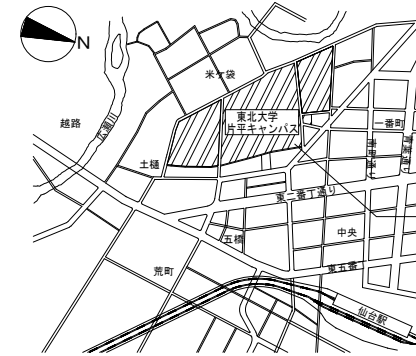 N
米ケ袋
越路
広瀬川
土樋
東北大学
片平キャンパス
一番町
東二番丁通り
五橋
中央
荒町
東五番
仙台駅